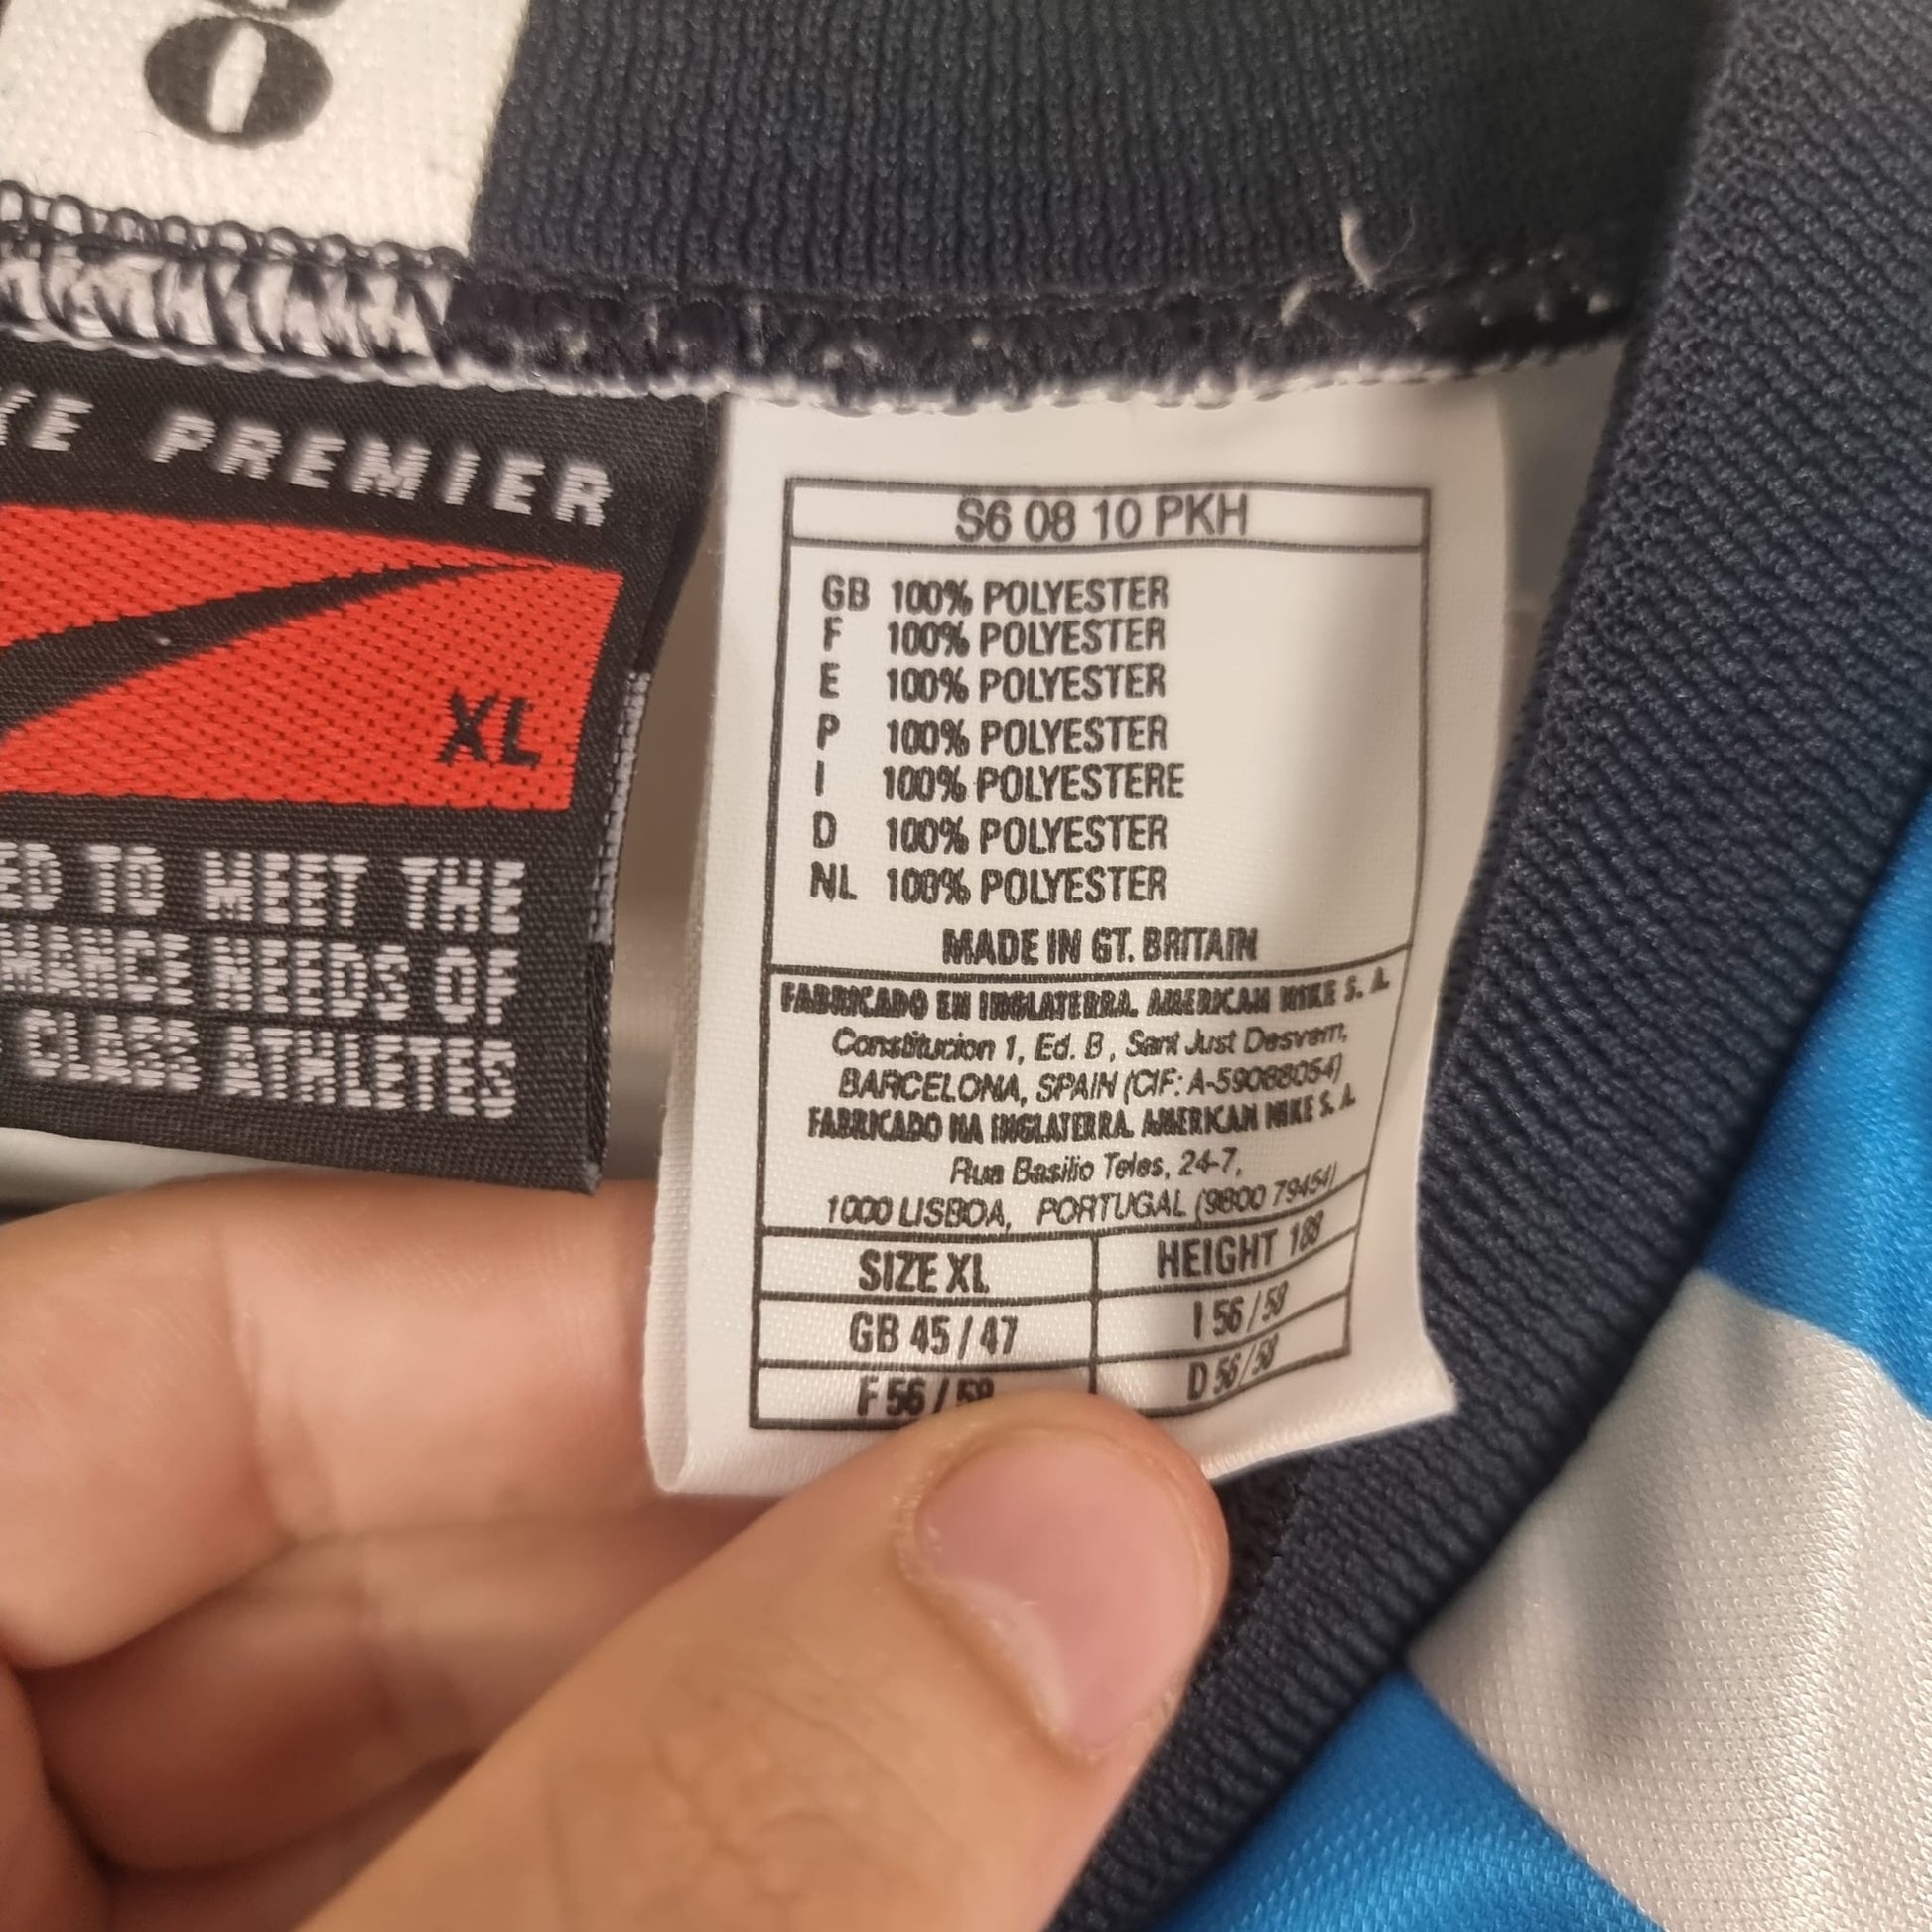 0
KE PREMIER
XL
ED TO MEET THE
MANCE NEEDS OF
CLASS ATHLETES
S6 08 10 PKH
GB 100% POLYESTER
F 100% POLYESTER
E 100% POLYESTER
P 100% POLYESTER
I 100% POLYESTERE
D 100% POLYESTER
NL 100% POLYESTER
MADE IN GT. BRITAIN
FABRICADO EN INGLATERRA. AMERICAN NIKE S. A.
Constitucion 1, Ed. B, Sant Just Desvern,
BARCELONA, SPAIN (CIF: A-59088054)
FABRICADO NA INGLATERRA. AMERICAN NIKE S. A.
Rua Basilio Teles, 24-7,
1000 LISBOA, PORTUGAL (9800 79454)
SIZE XL HEIGHT 188
GB 45 / 47 I 56 / 58
F 56 / 58 D 56 / 58